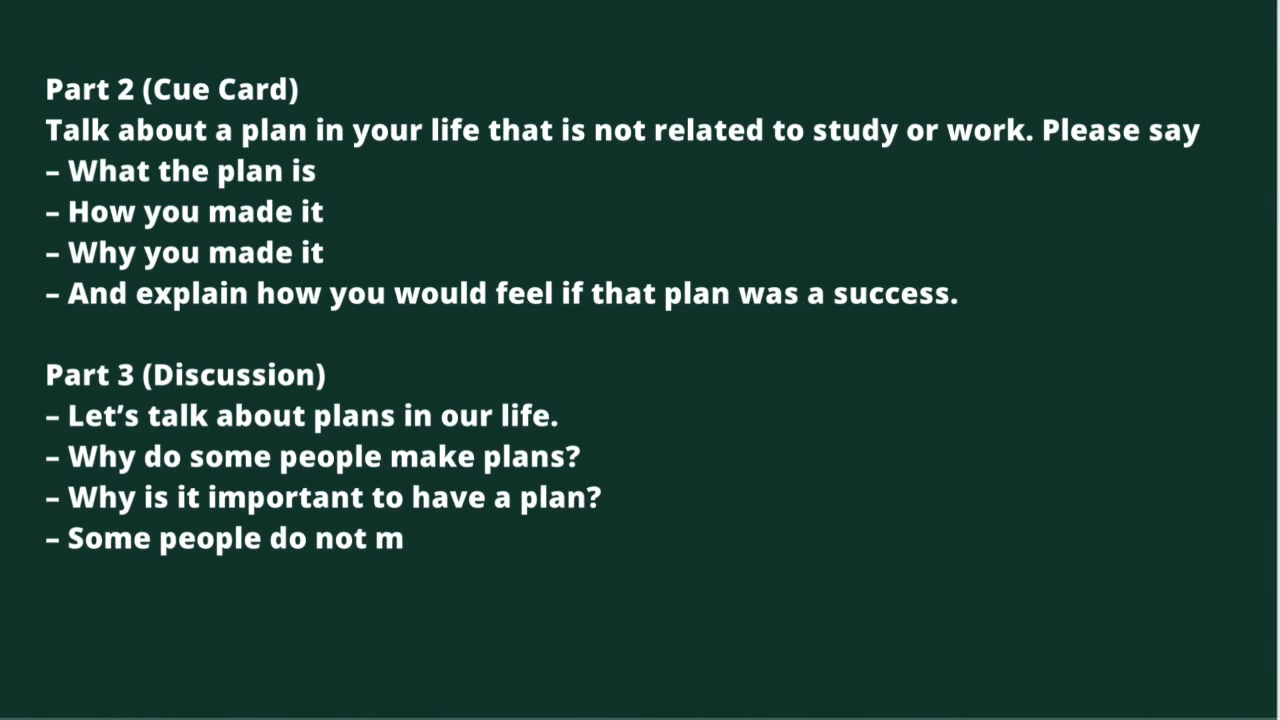 Part 2 (Cue Card)
Talk about a plan in your life that is not related to study or work. Please say
– What the plan is
– How you made it
– Why you made it
– And explain how you would feel if that plan was a success.
Part 3 (Discussion)
– Let’s talk about plans in our life.
– Why do some people make plans?
– Why is it important to have a plan?
– Some people do not m